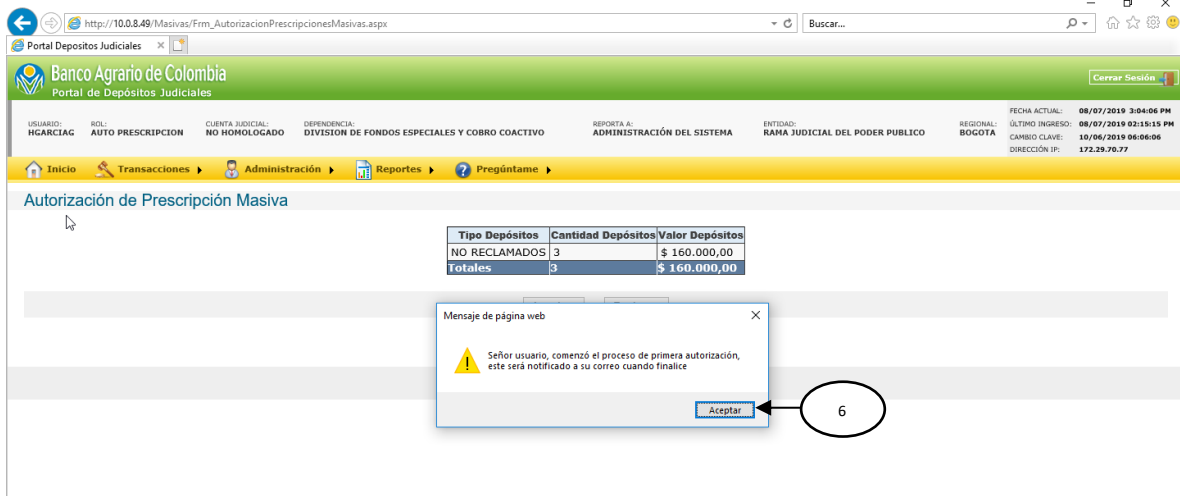 http://10.0.8.49/Masivas/Frm_AutorizacionPrescripcionesMasivas.aspx
Buscar...
Portal Depositos Judiciales
Banco Agrario de Colombia
Portal de Depósitos Judiciales
Cerrar Sesión
USUARIO: ROL: CUENTA JUDICIAL: DEPENDENCIA: REPORTA A: ENTIDAD: REGIONAL:
HGARCIAG AUTO PRESCRIPCION NO HOMOLOGADO DIVISION DE FONDOS ESPECIALES Y COBRO COACTIVO ADMINISTRACIÓN DEL SISTEMA RAMA JUDICIAL DEL PODER PUBLICO BOGOTA
FECHA ACTUAL: 08/07/2019 3:04:06 PM
ÚLTIMO INGRESO: 08/07/2019 02:15:15 PM
CAMBIO CLAVE: 10/06/2019 06:06:06
DIRECCIÓN IP: 172.29.70.77
Inicio Transacciones Administración Reportes Pregúntame
Autorización de Prescripción Masiva
Tipo Depósitos Cantidad Depósitos Valor Depósitos
NO RECLAMADOS 3 $ 160.000,00
Totales 3 $ 160.000,00
Mensaje de página web
Señor usuario, comenzó el proceso de primera autorización,
este será notificado a su correo cuando finalice
Aceptar
6